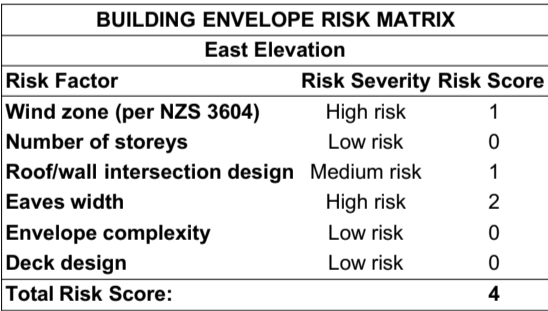 BUILDING ENVELOPE RISK MATRIX
East Elevation
Risk Factor Risk Severity Risk Score
Wind zone (per NZS 3604) High risk 1
Number of storeys Low risk 0
Roof/wall intersection design Medium risk 1
Eaves width High risk 2
Envelope complexity Low risk 0
Deck design Low risk 0
Total Risk Score: 4